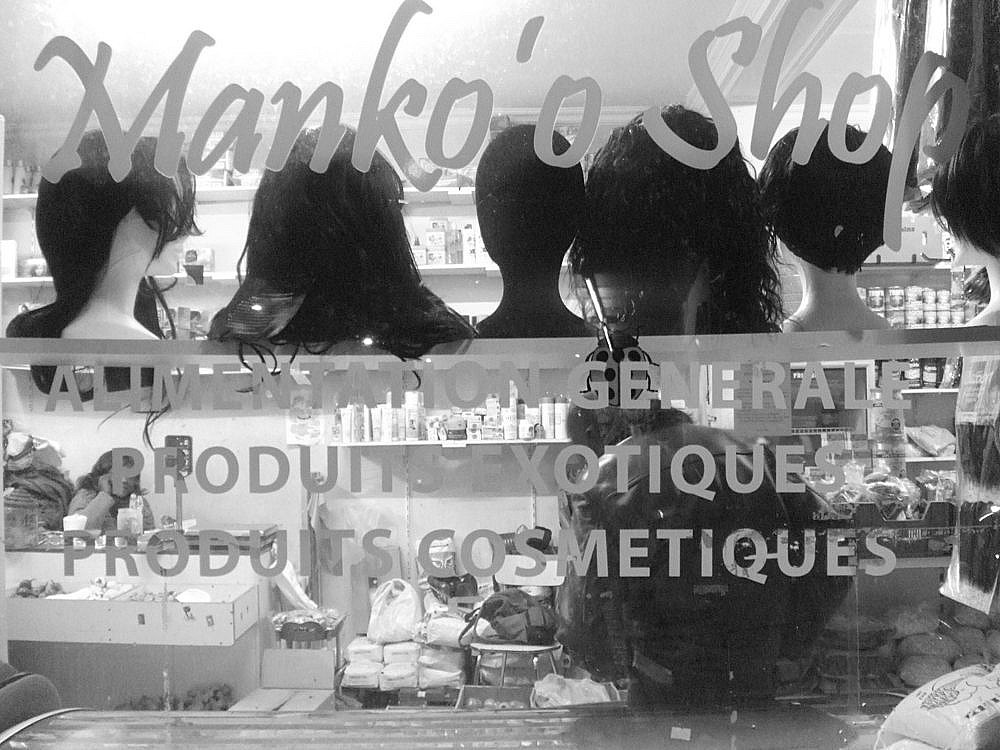 Manko'o Shop
ALIMENTATION GENERALE
PRODUITS EXOTIQUES
PRODUITS COSMETIQUES